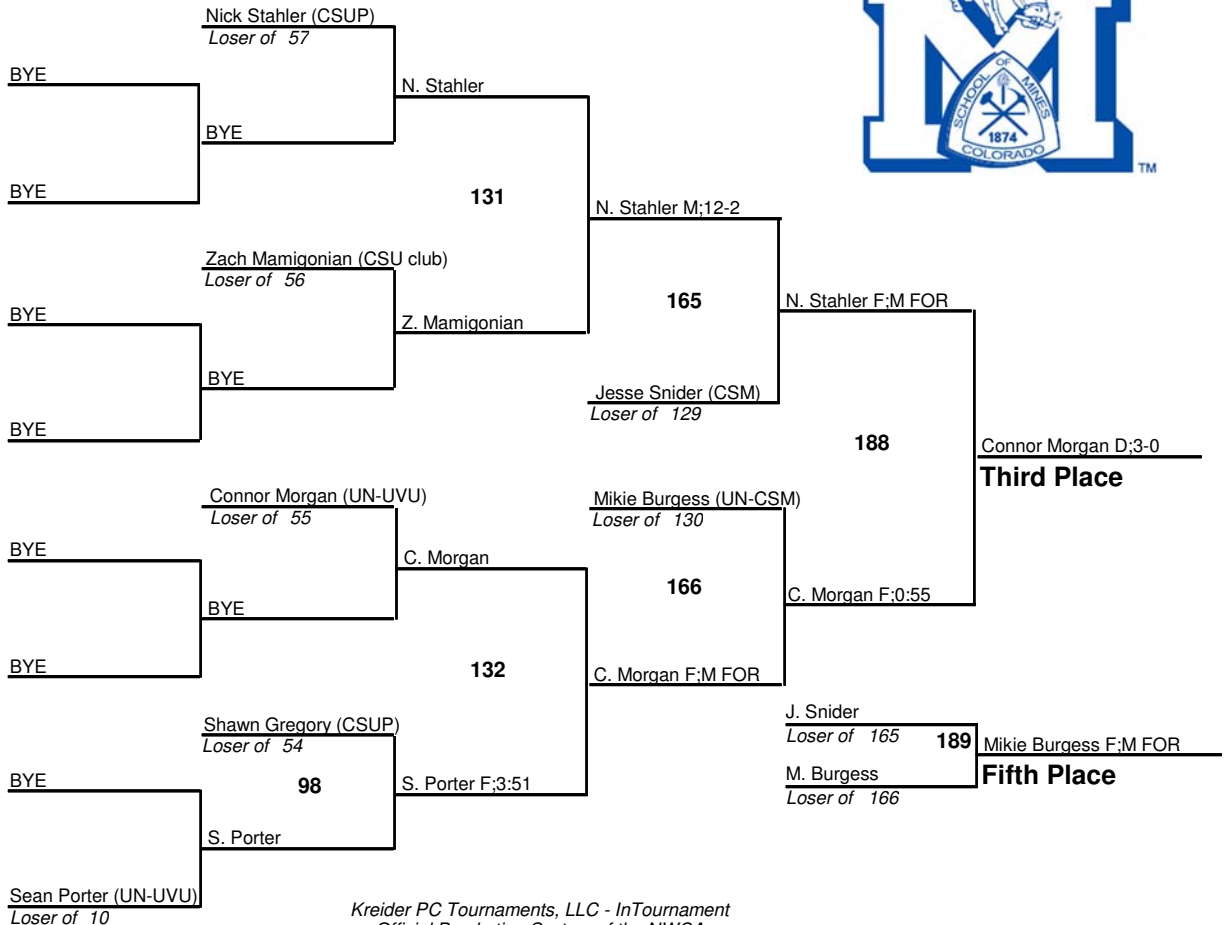 Nick Stahler (CSUP)
Loser of 57
BYE
N. Stahler
BYE
BYE
131
N. Stahler M;12-2
Zach Mamigonian (CSU club)
Loser of 56
BYE
Z. Mamigonian
BYE
BYE
165
N. Stahler F;M FOR
Jesse Snider (CSM)
Loser of 129
188
Connor Morgan D;3-0
Third Place
Connor Morgan (UN-UVU)
Loser of 55
BYE
C. Morgan
BYE
BYE
Mikie Burgess (UN-CSM)
Loser of 130
166
C. Morgan F;0:55
132
C. Morgan F;M FOR
Shawn Gregory (CSUP)
Loser of 54
BYE
98
S. Porter F;3:51
S. Porter
Sean Porter (UN-UVU)
Loser of 10
J. Snider
Loser of 165
189
Mikie Burgess F;M FOR
Fifth Place
M. Burgess
Loser of 166
SCHOOL OF MINES
1874
COLORADO
TM
Kreider PC Tournaments, LLC - InTournament